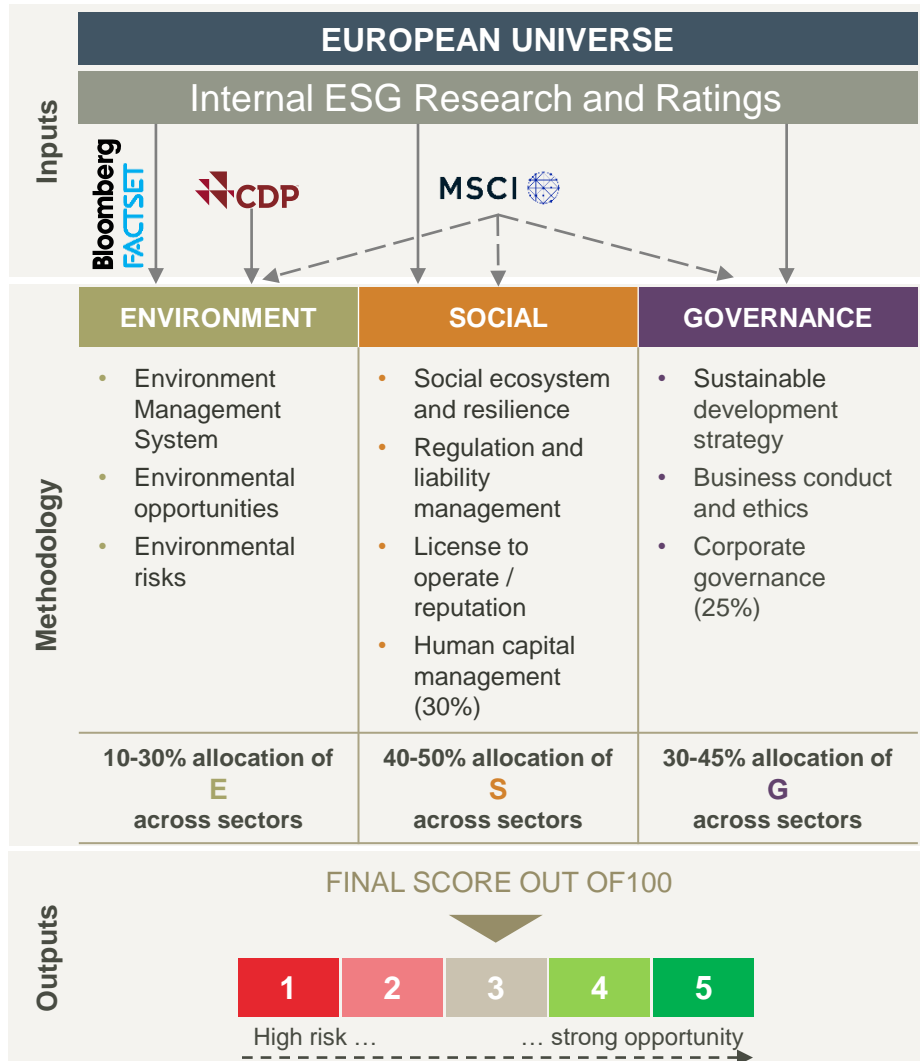 EUROPEAN UNIVERSE
Internal ESG Research and Ratings
Inputs
Bloomberg
FACTSET
CDP
MSCI
ENVIRONMENT
SOCIAL
GOVERNANCE
Methodology
• Environment
Management
System
• Environmental
opportunities
• Environmental
risks
• Social ecosystem
and resilience
• Regulation and
liability
management
• License to
operate /
reputation
• Human capital
management
(30%)
• Sustainable
development
strategy
• Business conduct
and ethics
• Corporate
governance
(25%)
10-30% allocation of
E
across sectors
40-50% allocation of
S
across sectors
30-45% allocation of
G
across sectors
Outputs
FINAL SCORE OUT OF100
1 2 3 4 5
High risk … … strong opportunity